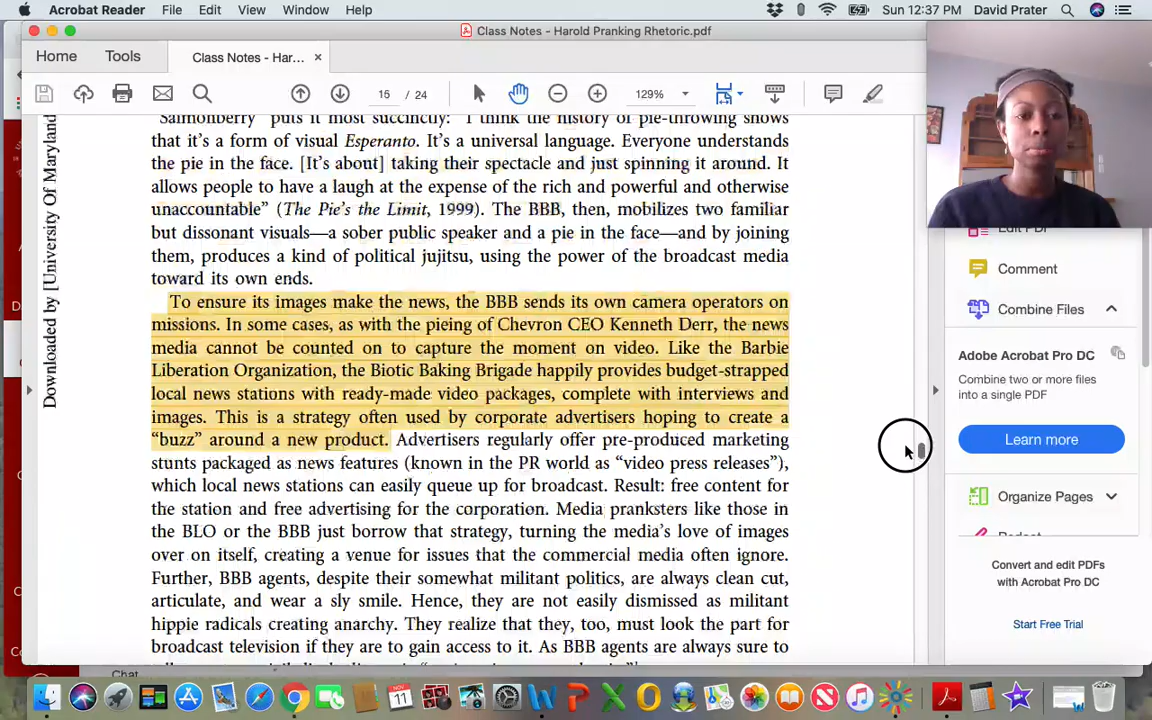 Acrobat Reader File Edit View Window Help Sun 12:37 PM David Prater
Class Notes - Harold Pranking Rhetoric.pdf
Home Tools Class Notes - Har... ×
16 / 24 129%
"Salmonberry" puts it most succinctly: "I think the history of pie-throwing shows
that it's a form of visual Esperanto. It's a universal language. Everyone understands
the pie in the face. [It's about] taking their spectacle and just spinning it around. It
allows people to have a laugh at the expense of the rich and powerful and otherwise
unaccountable" (The Pie's the Limit, 1999). The BBB, then, mobilizes two familiar
but dissonant visuals—a sober public speaker and a pie in the face—and by joining
them, produces a kind of political jujitsu, using the power of the broadcast media
toward its own ends.
To ensure its images make the news, the BBB sends its own camera operators on
missions. In some cases, as with the pieing of Chevron CEO Kenneth Derr, the news
media cannot be counted on to capture the moment on video. Like the Barbie
Liberation Organization, the Biotic Baking Brigade happily provides budget-strapped
local news stations with ready-made video packages, complete with interviews and
images. This is a strategy often used by corporate advertisers hoping to create a
"buzz" around a new product. Advertisers regularly offer pre-produced marketing
stunts packaged as news features (known in the PR world as "video press releases"),
which local news stations can easily queue up for broadcast. Result: free content for
the station and free advertising for the corporation. Media pranksters like those in
the BLO or the BBB just borrow that strategy, turning the media's love of images
over on itself, creating a venue for issues that the commercial media often ignore.
Further, BBB agents, despite their somewhat militant politics, are always clean cut,
articulate, and wear a sly smile. Hence, they are not easily dismissed as militant
hippie radicals creating anarchy. They realize that they, too, must look the part for
broadcast television if they are to gain access to it. As BBB agents are always sure to
Downloaded by [University Of Maryland
Edit PDF
Comment
Combine Files
Adobe Acrobat Pro DC
Combine two or more files
into a single PDF
Learn more
Organize Pages
Redact
Convert and edit PDFs
with Acrobat Pro DC
Start Free Trial
Chat
NOV
11